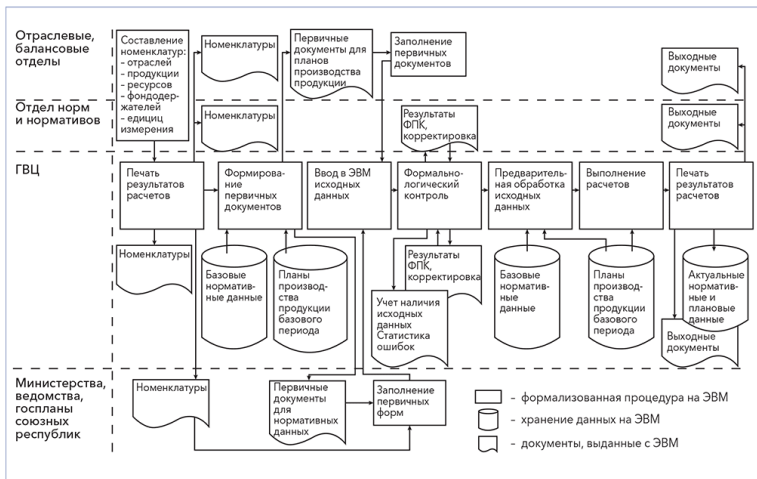 Отраслевые,
балансовые
отделы
Составление
номенклатур:
– отраслей
– продукции
– ресурсов
– фондодер-
жателей
– едициц
измерения
Номенклатуры
Первичные
документы для
планов
производства
продукции
Заполнение
первичных
документов
Выходные
документы
Отдел норм
и нормативов
Номенклатуры
Результаты
ФПК,
корректировка
Выходные
документы
ГВЦ
Печать
результатов
расчетов
Формирова-
ние
первичных
документов
Ввод в ЭВМ
исходных
данных
Формально-
логический
контроль
Предваритель-
ная обработка
исходных
данных
Выполнение
расчетов
Печать
результатов
расчетов
Номенклатуры
Базовые
нормативные
данные
Планы
производ-
ства
продукции
базового
периода
Результаты
ФПК,
корректировка
Учет наличия
исходных
данных
Статистика
ошибок
Базовые
норматив-
ные
данные
Планы
производ-
ства
продукции
базового
периода
Актуальные
норматив-
ные и
плановые
данные
Выходные
документы
Министерства,
ведомства,
госпланы
союзных
республик
Номенклатуры
Первичные
документы
для
нормативных
данных
Заполнение
первичных
форм
– формализованная процедура на ЭВМ
– хранение данных на ЭВМ
– документы, выданные с ЭВМ